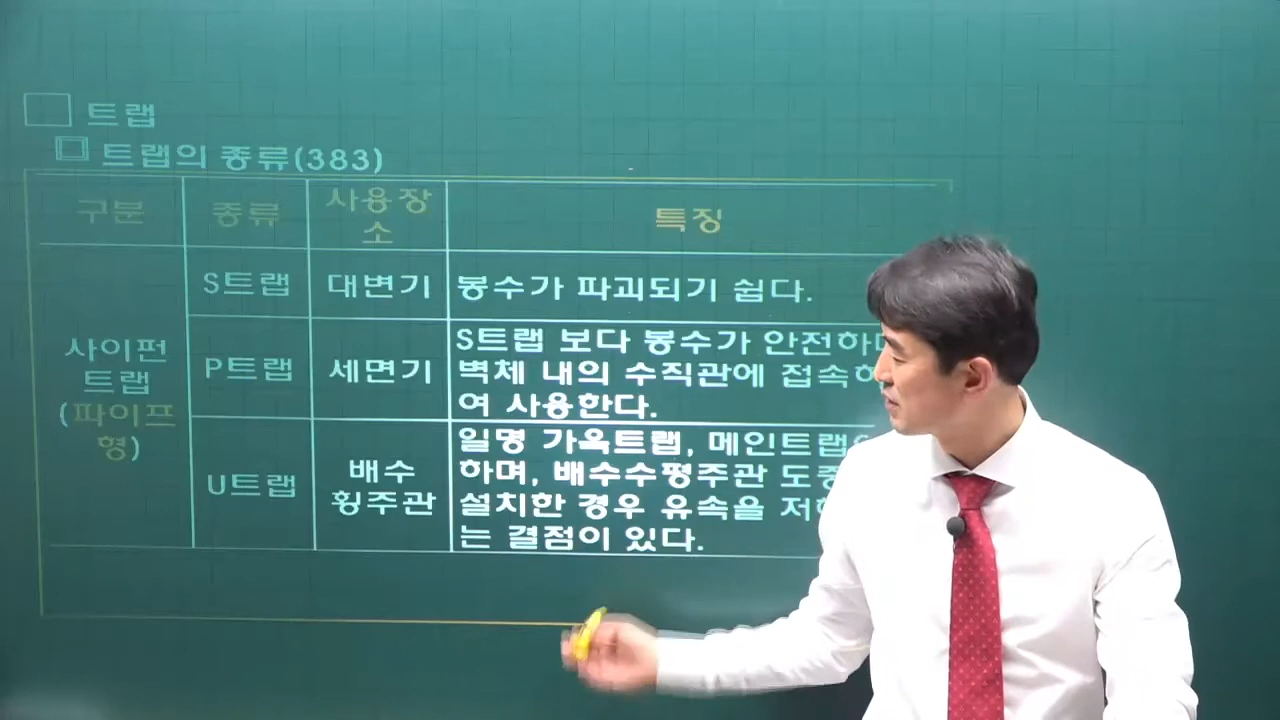 트랩
트랩의 종류(383)
구분 종류 사용장 특징
소
S트랩 대변기 봉수가 파괴되기 쉽다.
사이펀
트랩
(파이프
형)
P트랩 세면기 S트랩 보다 봉수가 안전하
벽체 내의 수직관에 접속하
여 사용한다.
U트랩 배수
횡주관
일명 가옥트랩, 메인트랩
하며, 배수수평주관 도중
설치한 경우 유속을 저
는 결점이 있다.